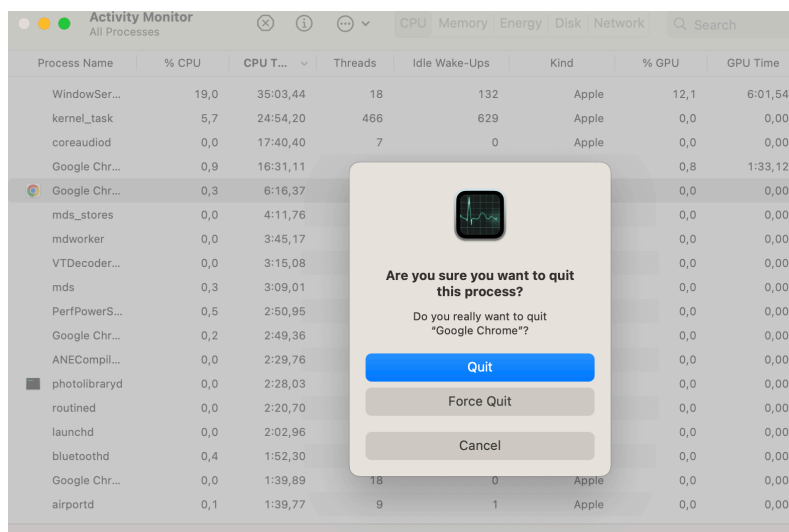 Activity Monitor
All Processes
CPU Memory Energy Disk Network Search
Process Name % CPU CPU T... Threads Idle Wake-Ups Kind % GPU GPU Time
WindowSer... 19,0 35:03,44 18 132 Apple 12,1 6:01,54
kernel_task 5,7 24:54,20 466 629 Apple 0,0 0,00
coreaudiod 0,0 17:40,40 7 0 Apple 0,0 0,00
Google Chr... 0,9 16:31,11 0,8 1:33,12
Google Chr... 0,3 6:16,37 0,0 0,00
mds_stores 0,0 4:11,76 0,0 0,00
mdworker 0,0 3:45,17 0,0 0,00
VTDecoder... 0,0 3:15,08 0,0 0,00
mds 0,3 3:09,01 0,0 0,00
PerfPowerS... 0,5 2:50,95 0,0 0,00
Google Chr... 0,2 2:49,36 0,0 0,00
ANECompil... 0,0 2:29,76 0,0 0,00
photolibraryd 0,0 2:28,03 0,0 0,00
routined 0,0 2:20,70 0,0 0,00
launchd 0,0 2:02,96 0,0 0,00
bluetoothd 0,4 1:52,30 0,0 0,00
Google Chr... 0,0 1:39,89 18 0 Apple 0,0 0,00
airportd 0,1 1:39,77 9 1 Apple 0,0 0,00
Are you sure you want to quit
this process?
Do you really want to quit
“Google Chrome”?
Quit
Force Quit
Cancel